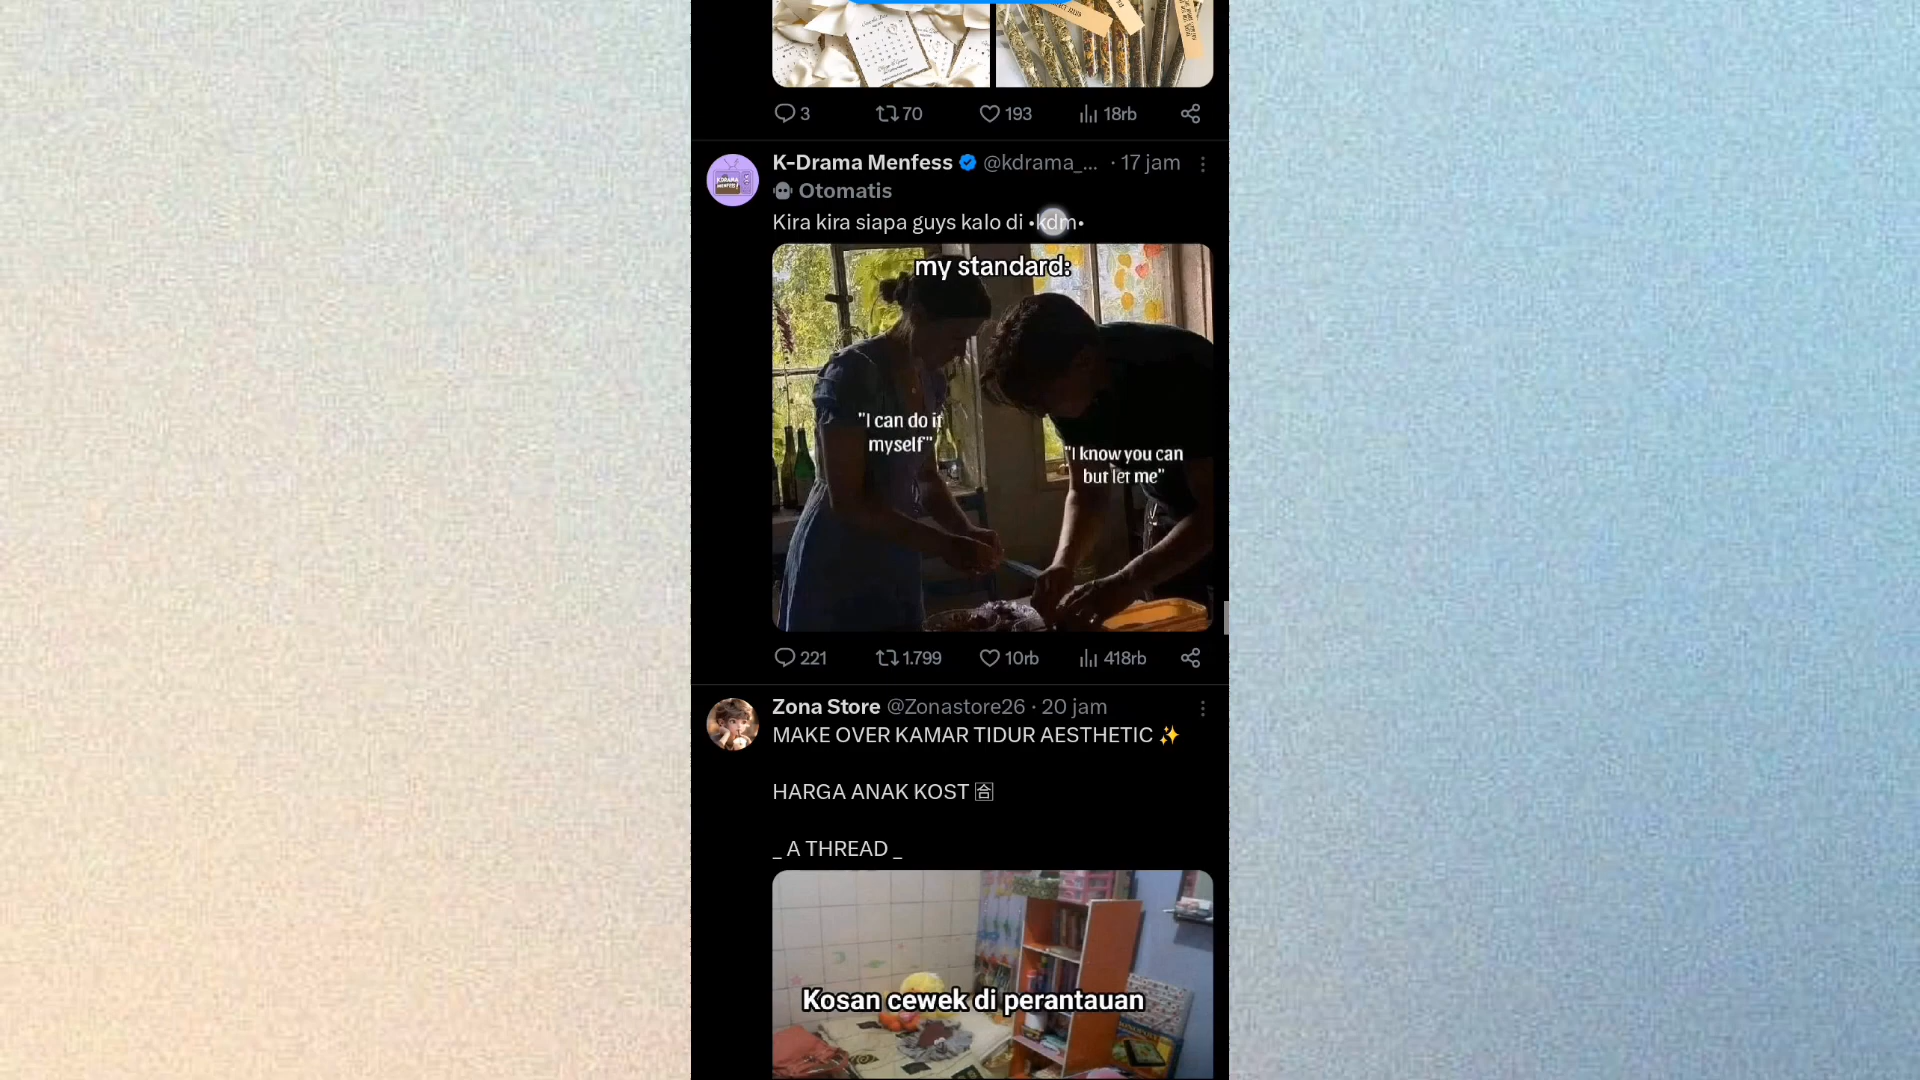 3 70 193 18rb
K-Drama Menfess @kdrama_... · 17 jam
Otomatis
Kira kira siapa guys kalo di •kdm•
my standard:
"I can do it
myself"
"I know you can
but let me"
221 1.799 10rb 418rb
Zona Store @Zonastore26 · 20 jam
MAKE OVER KAMAR TIDUR AESTHETIC ✨
HARGA ANAK KOST 🈴
_ A THREAD _
Kosan cewek di perantauan